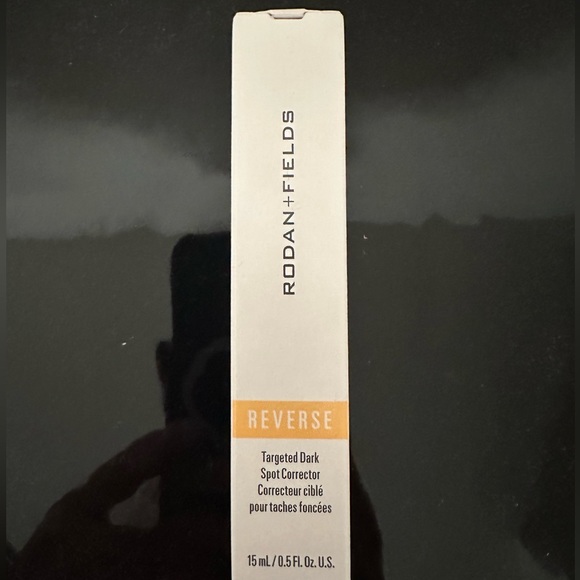 RODAN+FIELDS
REVERSE
Targeted Dark
Spot Corrector
Correcteur ciblé
pour taches foncées
15 mL / 0.5 Fl. Oz. U.S.